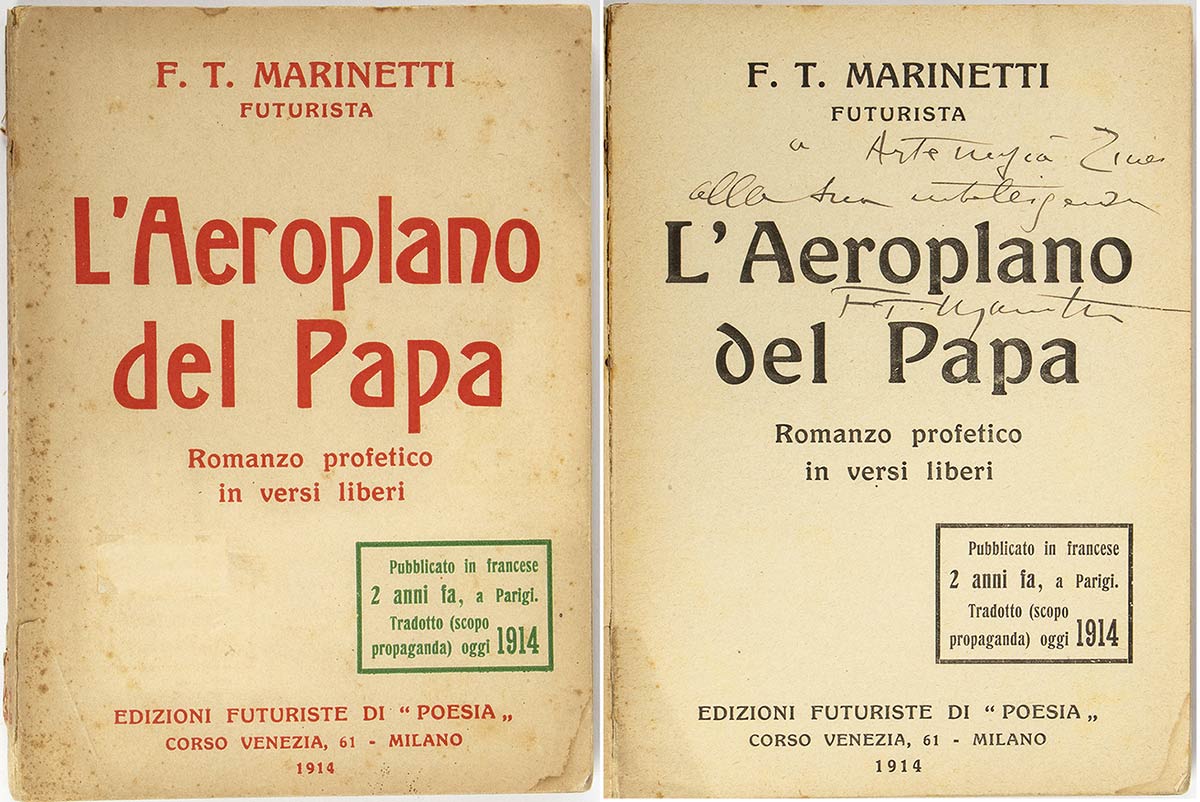 F. T. MARINETTI
FUTURISTA
L'Aeroplano
del Papa
Romanzo profetico
in versi liberi
Pubblicato in francese
2 anni fa, a Parigi.
Tradotto (scopo
propaganda) oggi 1914
EDIZIONI FUTURISTE DI “ POESIA „
CORSO VENEZIA, 61 - MILANO
1914
F. T. MARINETTI
FUTURISTA
a
alla sua intelligenza
L'Aeroplano
F. T. Marinetti
del Papa
Romanzo profetico
in versi liberi
Pubblicato in francese
2 anni fa, a Parigi.
Tradotto (scopo
propaganda) oggi 1914
EDIZIONI FUTURISTE DI “ POESIA „
CORSO VENEZIA, 61 - MILANO
1914